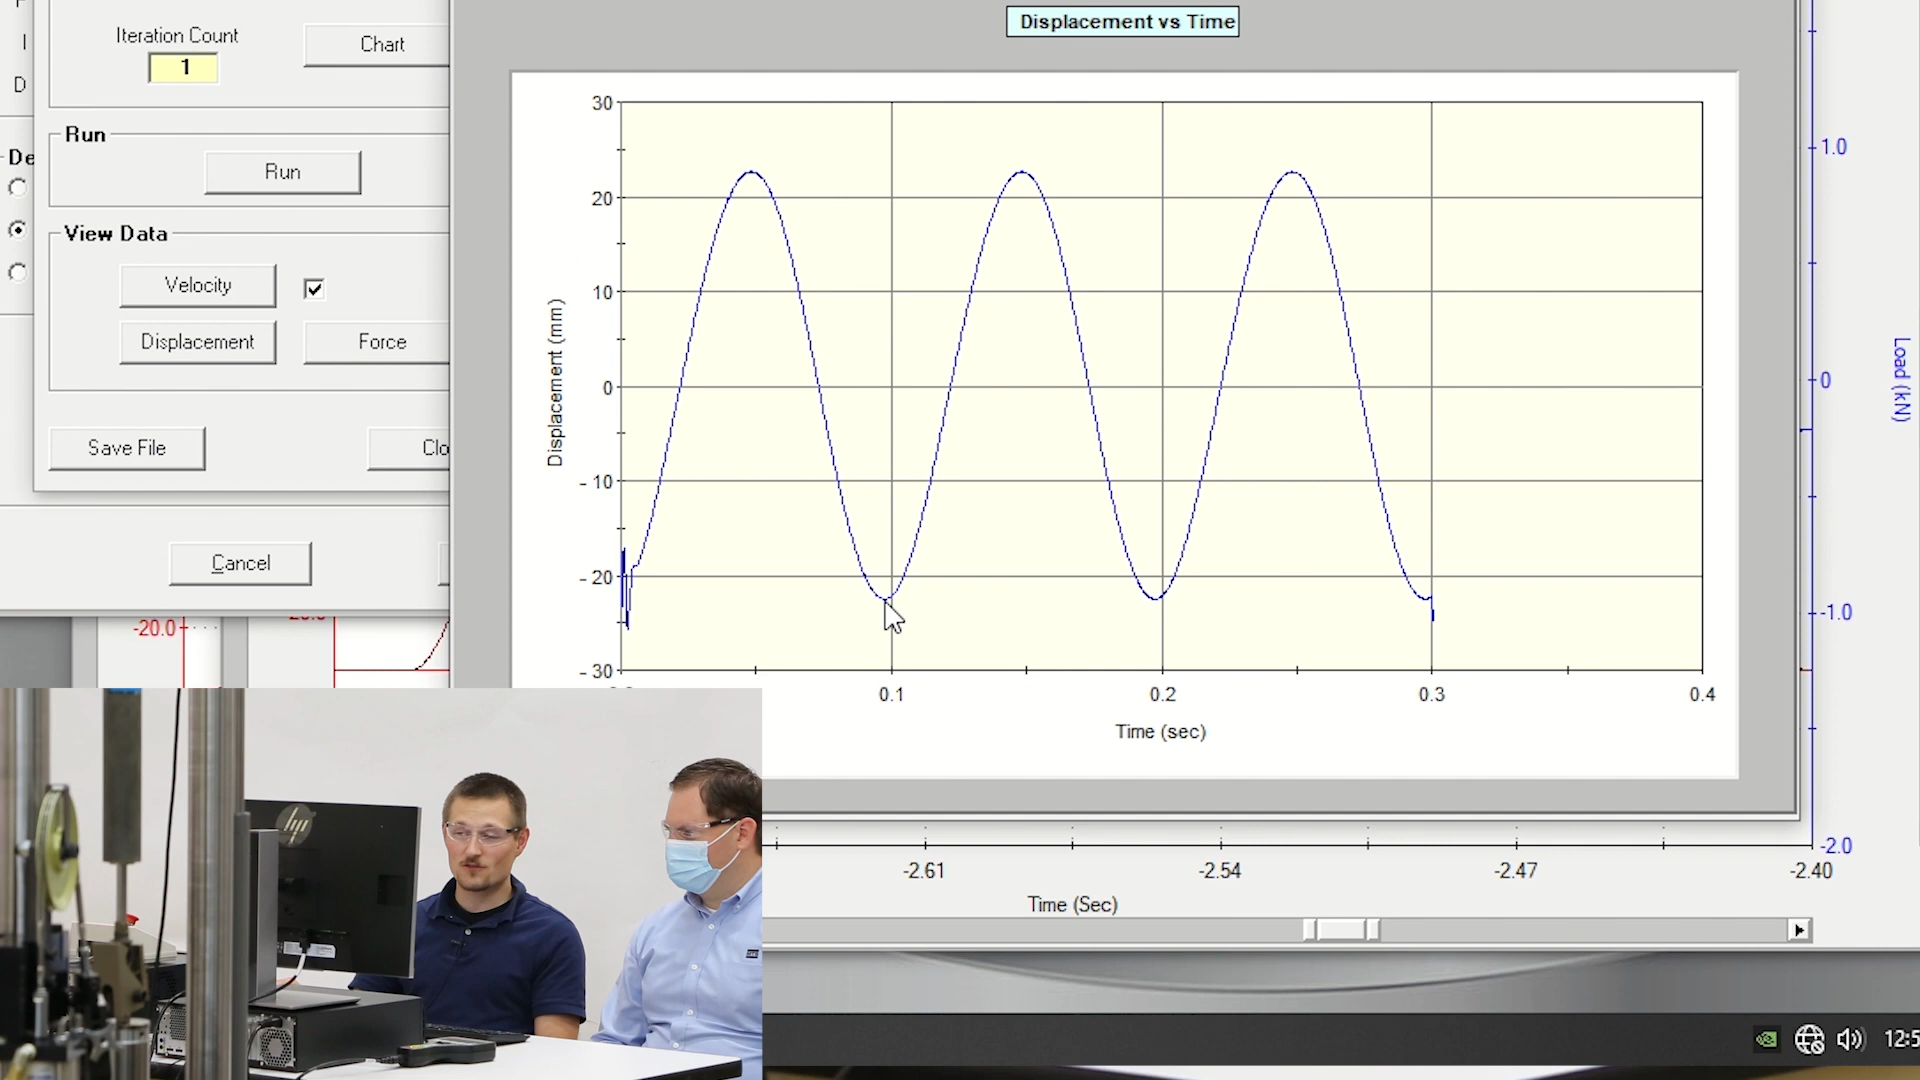 Iteration Count
1
Chart
Run
Run
View Data
Velocity
Displacement
Force
Save File
Clo
Cancel
De
I
D
Displacement vs Time
30
20
10
0
- 10
- 20
- 30
Displacement (mm)
0.1
0.2
0.3
0.4
Time (sec)
1.0
0
-1.0
-2.0
Load (kN)
-20.0
-2.61
-2.54
-2.47
-2.40
Time (Sec)
hp
12:5